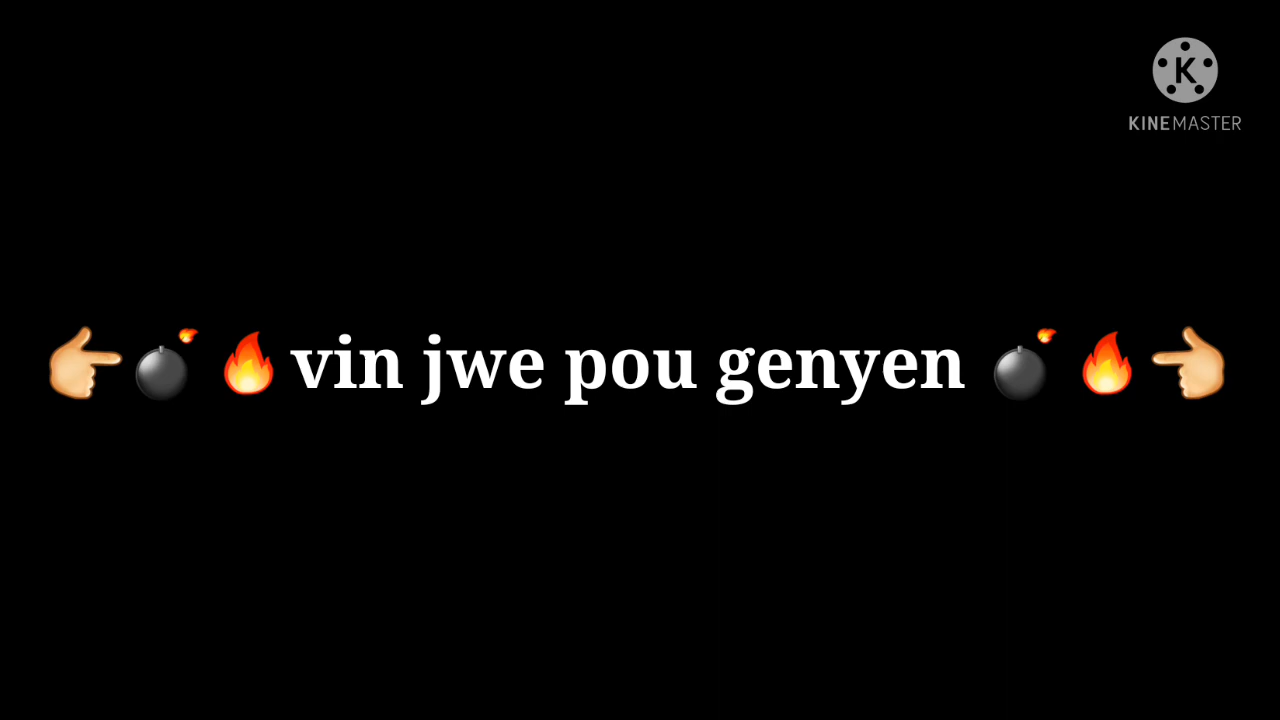 K
KINEMASTER
👉💣🔥 vin jwe pou genyen 💣🔥👈